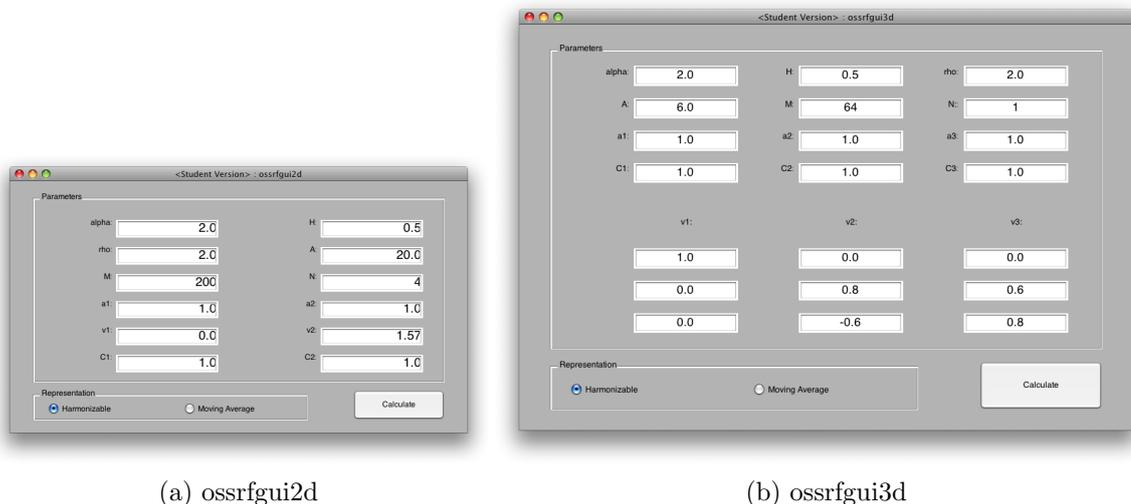 <Student Version> : ossrfgui2d
Parameters
alpha: 2.0 H: 0.5
rho: 2.0 A: 20.0
M: 200 N: 4
a1: 1.0 a2: 1.0
v1: 0.0 v2: 1.57
C1: 1.0 C2: 1.0
Representation
Harmonizable Moving Average
Calculate
(a) ossrfgui2d
<Student Version> : ossrfgui3d
Parameters
alpha: 2.0 H: 0.5 rho: 2.0
A: 6.0 M: 64 N:: 1
a1: 1.0 a2: 1.0 a3: 1.0
C1: 1.0 C2: 1.0 C3: 1.0
v1: v2: v3:
1.0 0.0 0.0
0.0 0.8 0.6
0.0 -0.6 0.8
Representation
Harmonizable Moving Average
Calculate
(b) ossrfgui3d